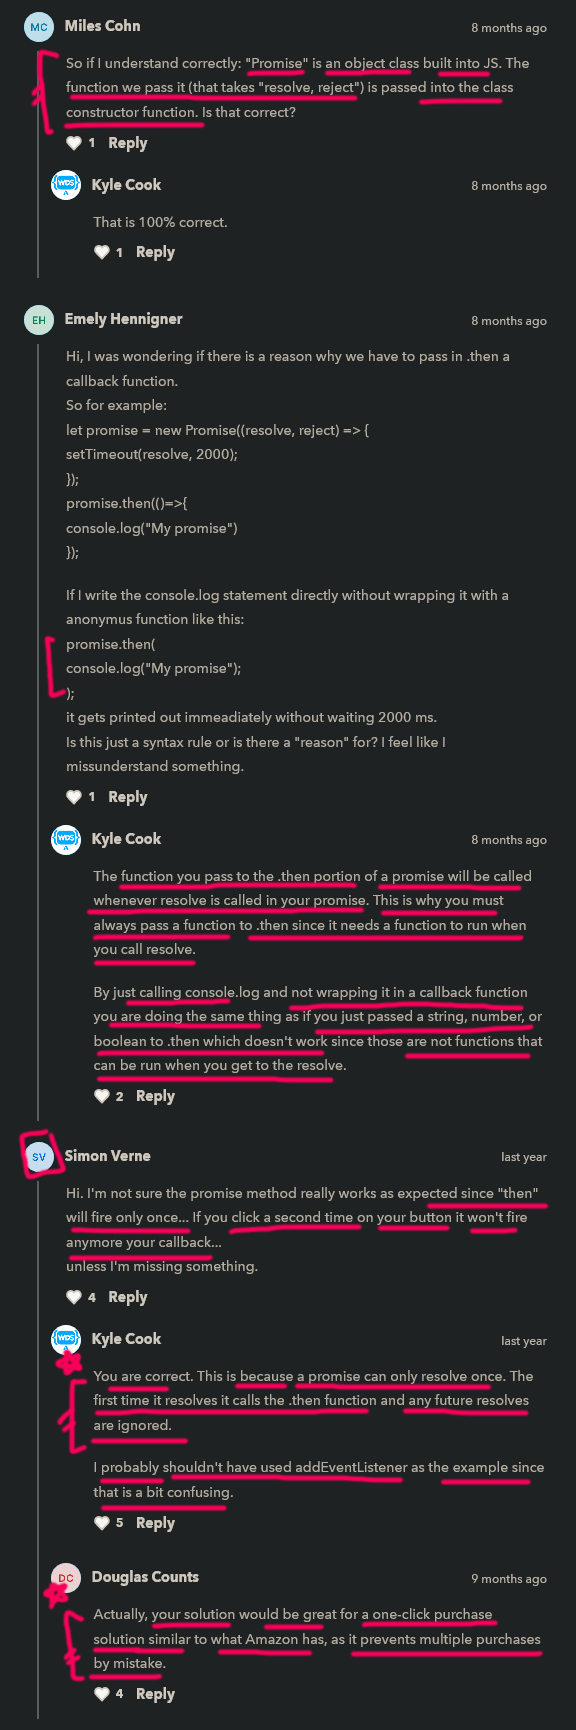 MC
Miles Cohn
8 months ago
So if I understand correctly: "Promise" is an object class built into JS. The
function we pass it (that takes "resolve, reject") is passed into the class
constructor function. Is that correct?
1 Reply
WDS
Kyle Cook
8 months ago
That is 100% correct.
1 Reply
EH
Emely Hennigner
8 months ago
Hi, I was wondering if there is a reason why we have to pass in .then a
callback function.
So for example:
let promise = new Promise((resolve, reject) => {
setTimeout(resolve, 2000);
});
promise.then(()=>{
console.log("My promise")
});
If I write the console.log statement directly without wrapping it with a
anonymus function like this:
promise.then(
console.log("My promise");
);
it gets printed out immeadiately without waiting 2000 ms.
Is this just a syntax rule or is there a "reason" for? I feel like I
missunderstand something.
1 Reply
WDS
Kyle Cook
8 months ago
The function you pass to the .then portion of a promise will be called
whenever resolve is called in your promise. This is why you must
always pass a function to .then since it needs a function to run when
you call resolve.
By just calling console.log and not wrapping it in a callback function
you are doing the same thing as if you just passed a string, number, or
boolean to .then which doesn't work since those are not functions that
can be run when you get to the resolve.
2 Reply
SV
Simon Verne
last year
Hi. I'm not sure the promise method really works as expected since "then"
will fire only once... If you click a second time on your button it won't fire
anymore your callback...
unless I'm missing something.
4 Reply
WDS
Kyle Cook
last year
You are correct. This is because a promise can only resolve once. The
first time it resolves it calls the .then function and any future resolves
are ignored.
I probably shouldn't have used addEventListener as the example since
that is a bit confusing.
5 Reply
DC
Douglas Counts
9 months ago
Actually, your solution would be great for a one-click purchase
solution similar to what Amazon has, as it prevents multiple purchases
by mistake.
4 Reply